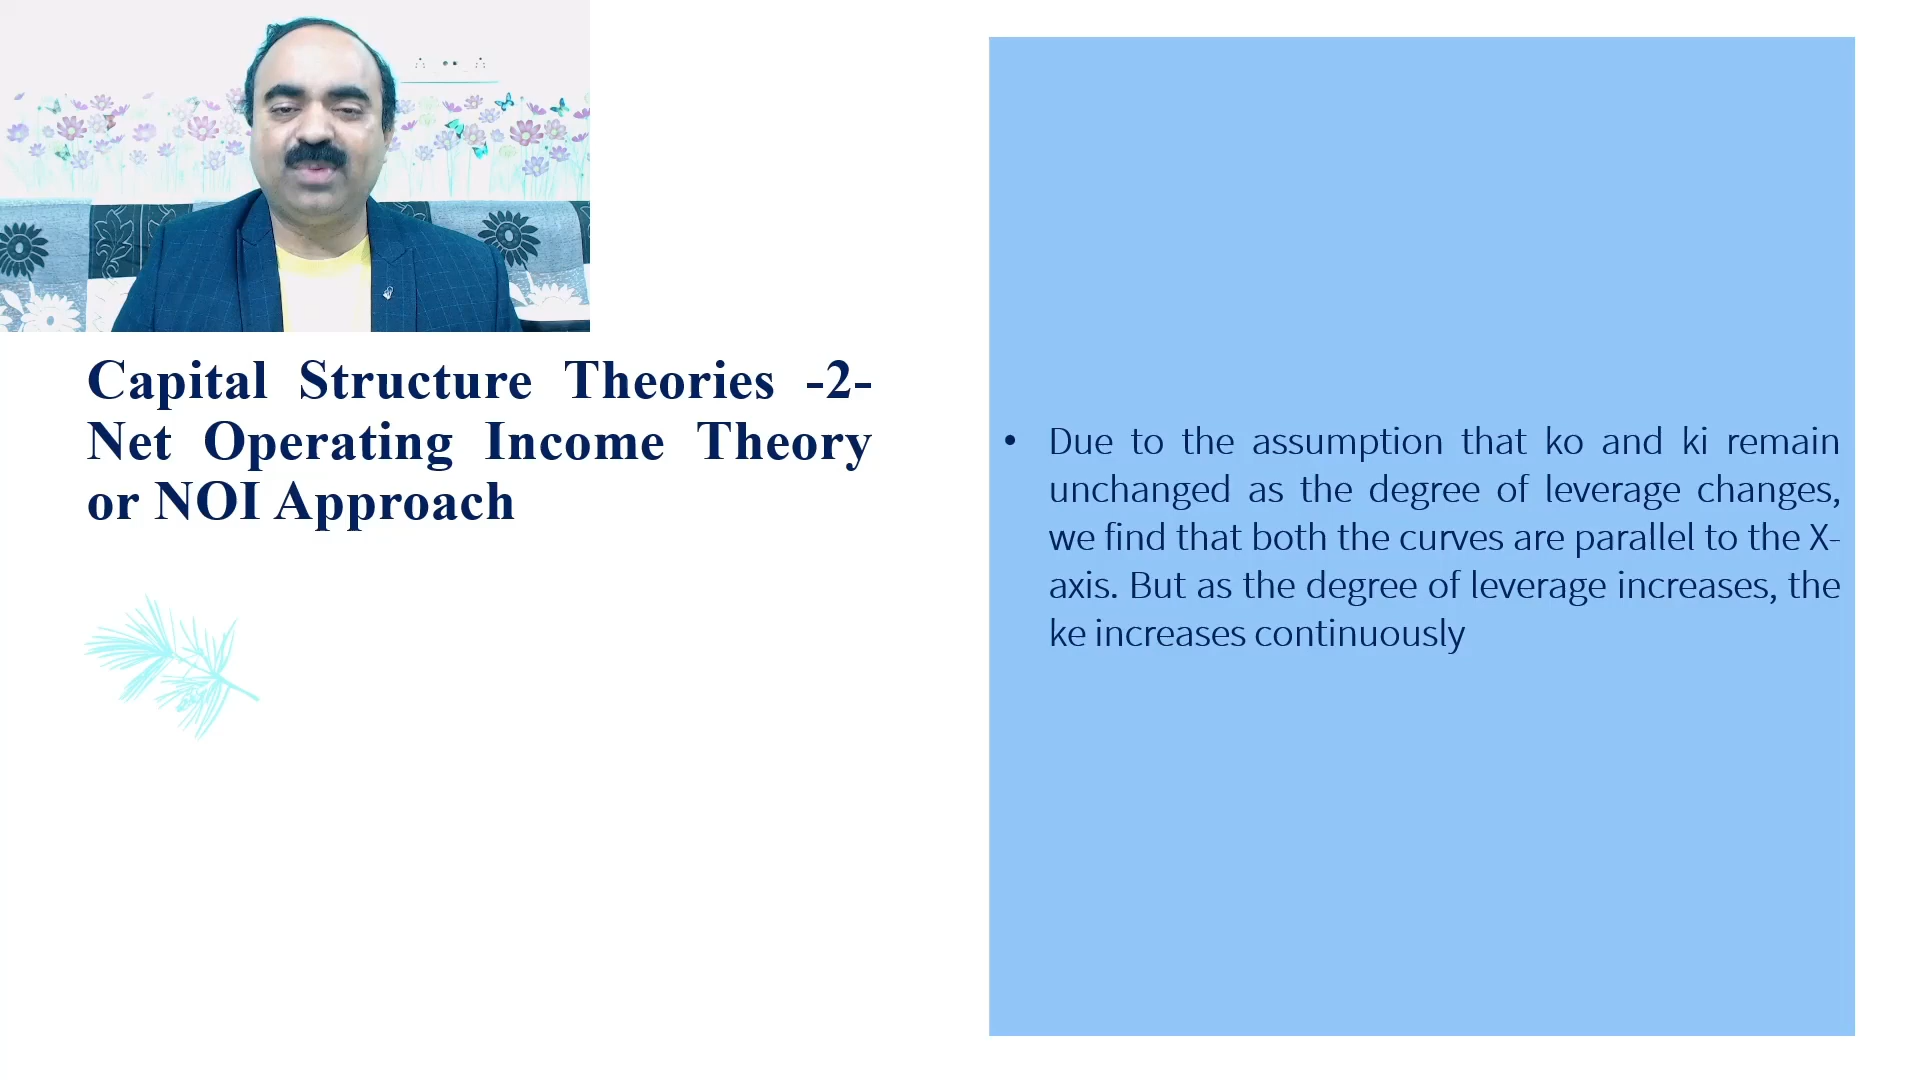 Capital Structure Theories -2-
Net Operating Income Theory
or NOI Approach
• Due to the assumption that ko and ki remain
unchanged as the degree of leverage changes,
we find that both the curves are parallel to the X-
axis. But as the degree of leverage increases, the
ke increases continuously